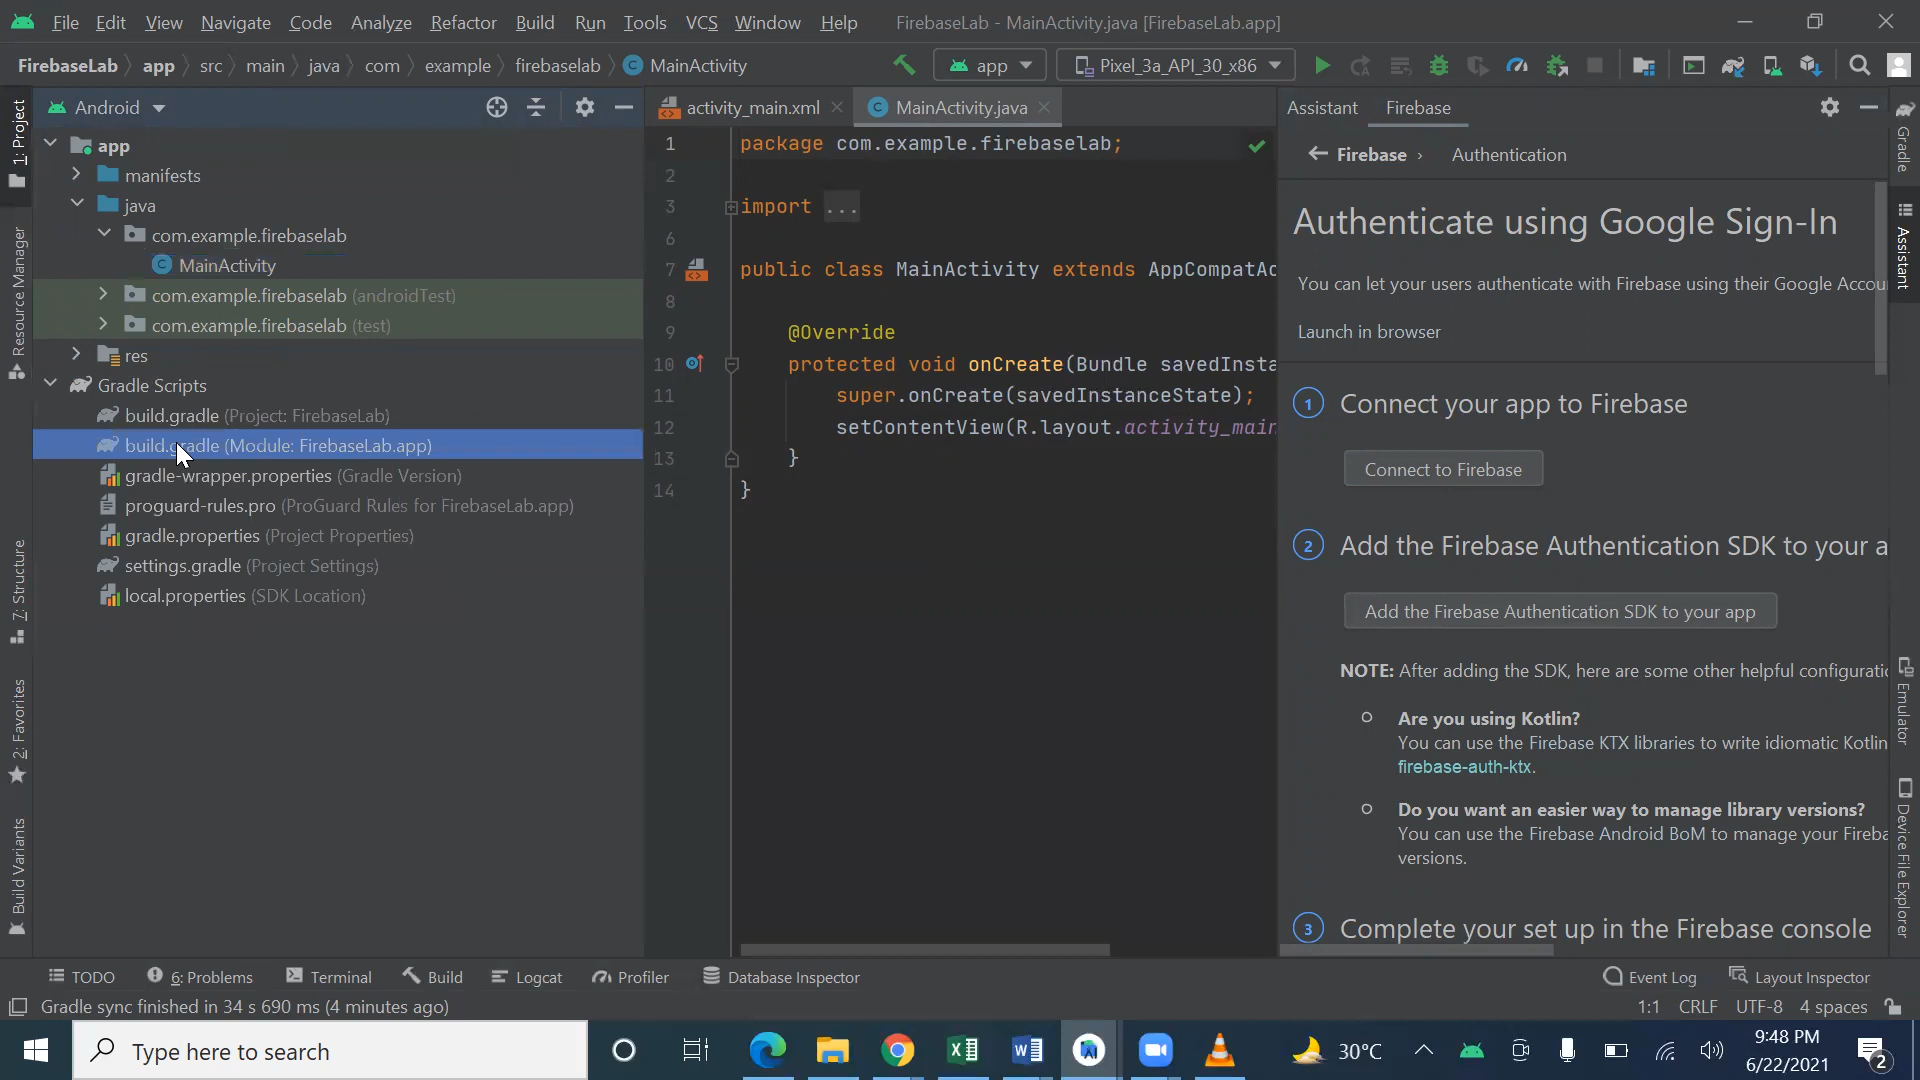 File Edit View Navigate Code Analyze Refactor Build Run Tools VCS Window Help FirebaseLab - MainActivity.java [FirebaseLab.app]
FirebaseLab app src main java com example firebaselab MainActivity app Pixel_3a_API_30_x86
Android
activity_main.xml MainActivity.java
Assistant Firebase
1: Project
Resource Manager
7: Structure
2: Favorites
Build Variants
app
manifests
java
com.example.firebaselab
MainActivity
com.example.firebaselab (androidTest)
com.example.firebaselab (test)
res
Gradle Scripts
build.gradle (Project: FirebaseLab)
build.gradle (Module: FirebaseLab.app)
gradle-wrapper.properties (Gradle Version)
proguard-rules.pro (ProGuard Rules for FirebaseLab.app)
gradle.properties (Project Properties)
settings.gradle (Project Settings)
local.properties (SDK Location)
1 package com.example.firebaselab;
2
3 import ...
6
7 public class MainActivity extends AppCompatAc
8
9 @Override
10 protected void onCreate(Bundle savedInsta
11 super.onCreate(savedInstanceState);
12 setContentView(R.layout.activity_main
13 }
14 }
Firebase › Authentication
Authenticate using Google Sign-In
You can let your users authenticate with Firebase using their Google Accou
Launch in browser
1 Connect your app to Firebase
Connect to Firebase
2 Add the Firebase Authentication SDK to your a
Add the Firebase Authentication SDK to your app
NOTE: After adding the SDK, here are some other helpful configuratio
Are you using Kotlin?
You can use the Firebase KTX libraries to write idiomatic Kotlin
firebase-auth-ktx.
Do you want an easier way to manage library versions?
You can use the Firebase Android BoM to manage your Fireba
versions.
3 Complete your set up in the Firebase console
Gradle
Assistant
Emulator
Device File Explorer
TODO 6: Problems Terminal Build Logcat Profiler Database Inspector Event Log Layout Inspector
Gradle sync finished in 34 s 690 ms (4 minutes ago) 1:1 CRLF UTF-8 4 spaces
Type here to search 30°C 9:48 PM
6/22/2021
2